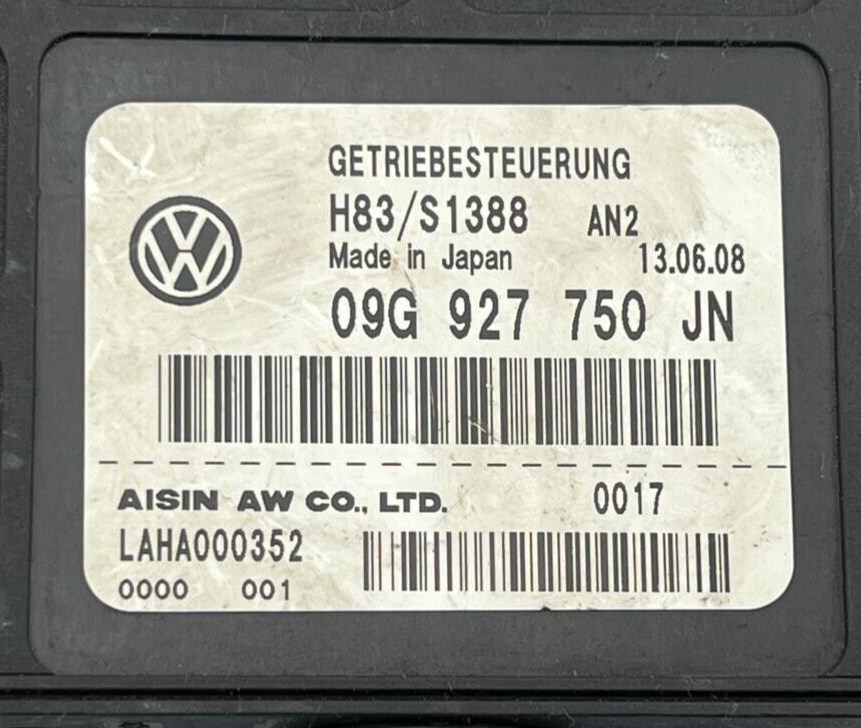 GETRIEBESTEUERUNG
H83/S1388 AN2
Made in Japan 13.06.08
09G 927 750 JN
AISIN AW CO., LTD. 0017
LAHA000352
0000 001